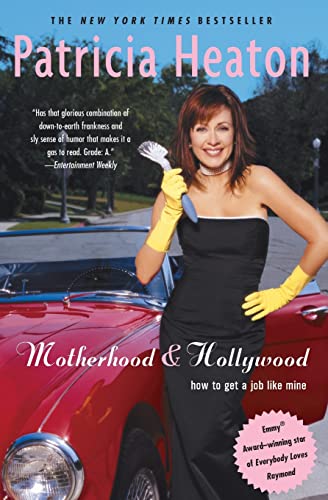 THE NEW YORK TIMES BESTSELLER
Patricia Heaton
"Has that glorious combination of
down-to-earth frankness and
sly sense of humor that makes it a
gas to read. Grade: A."
—Entertainment Weekly
Motherhood & Hollywood
how to get a job like mine
Emmy®
Award–winning star
of Everybody Loves
Raymond